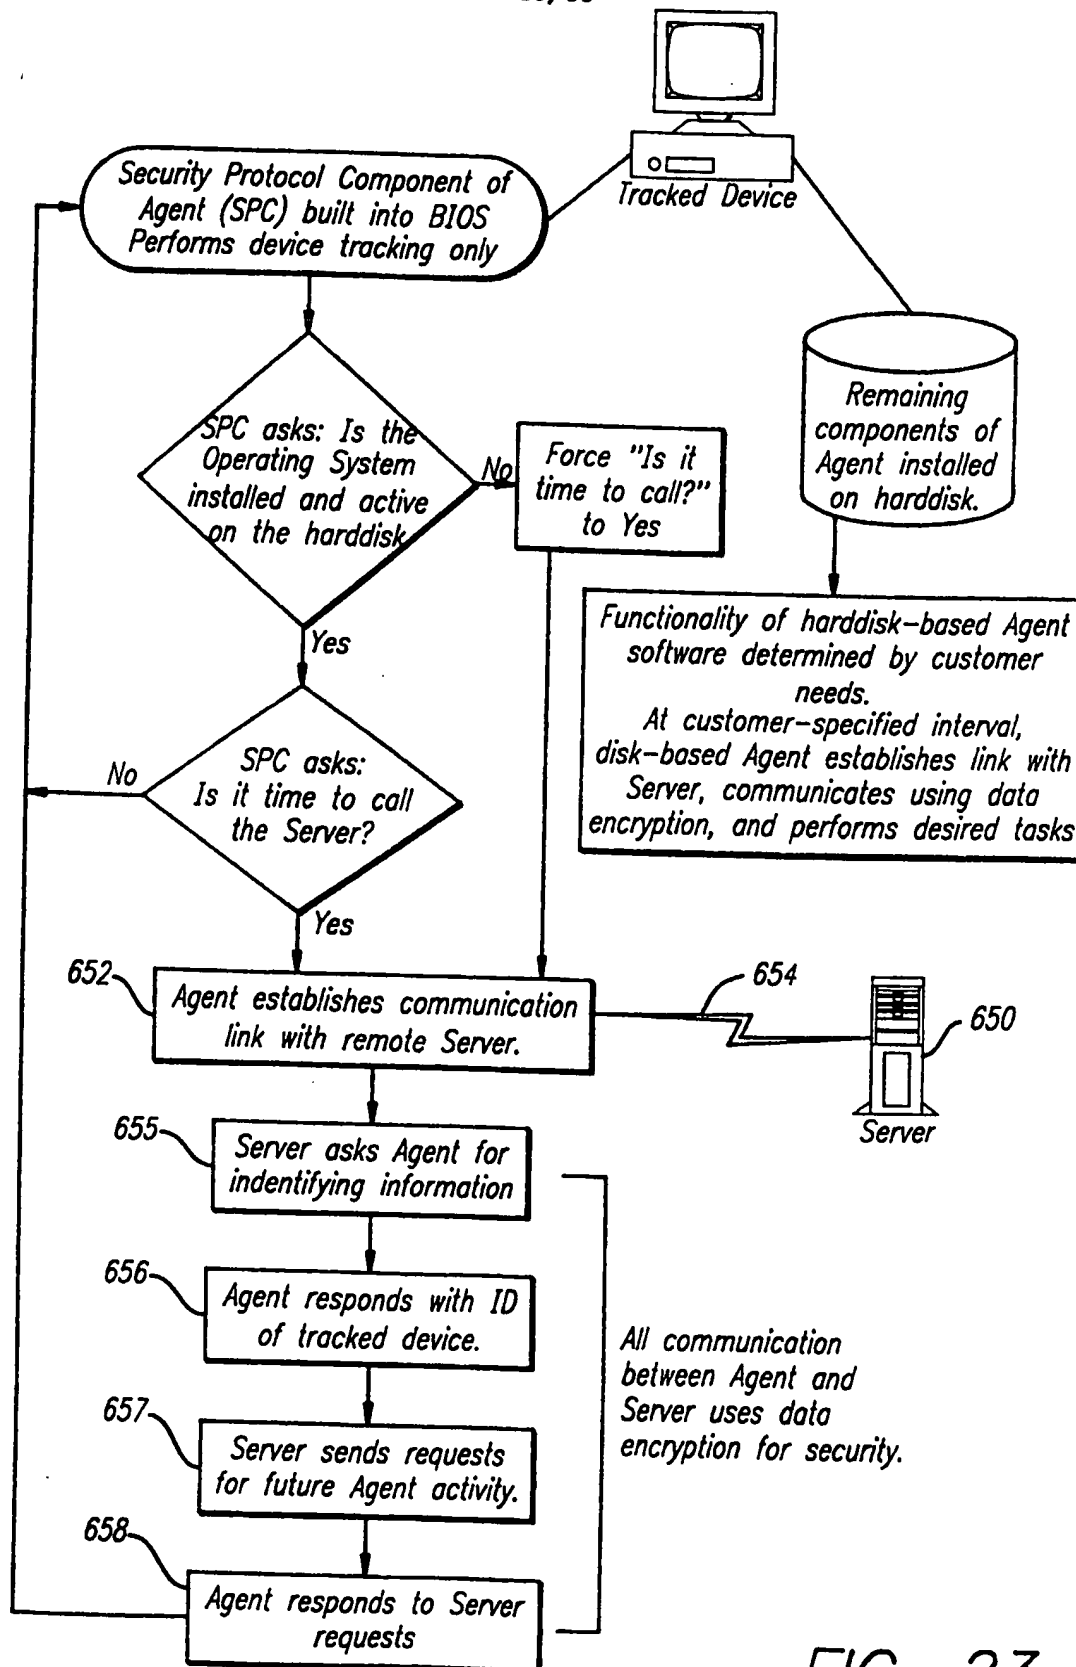 Tracked Device
Security Protocol Component of
Agent (SPC) built into BIOS
Performs device tracking only
SPC asks: Is the
Operating System
installed and active
on the harddisk
No
Force "Is it
time to call?"
to Yes
Remaining
components of
Agent installed
on harddisk.
Yes
Functionality of harddisk-based Agent
software determined by customer
needs.
At customer-specified interval,
disk-based Agent establishes link with
Server, communicates using data
encryption, and performs desired tasks
SPC asks:
Is it time to call
the Server?
No
Yes
652
Agent establishes communication
link with remote Server.
654
650
Server
655
Server asks Agent for
indentifying information
656
Agent responds with ID
of tracked device.
All communication
between Agent and
Server uses data
encryption for security.
657
Server sends requests
for future Agent activity.
658
Agent responds to Server
requests
FIG. 23